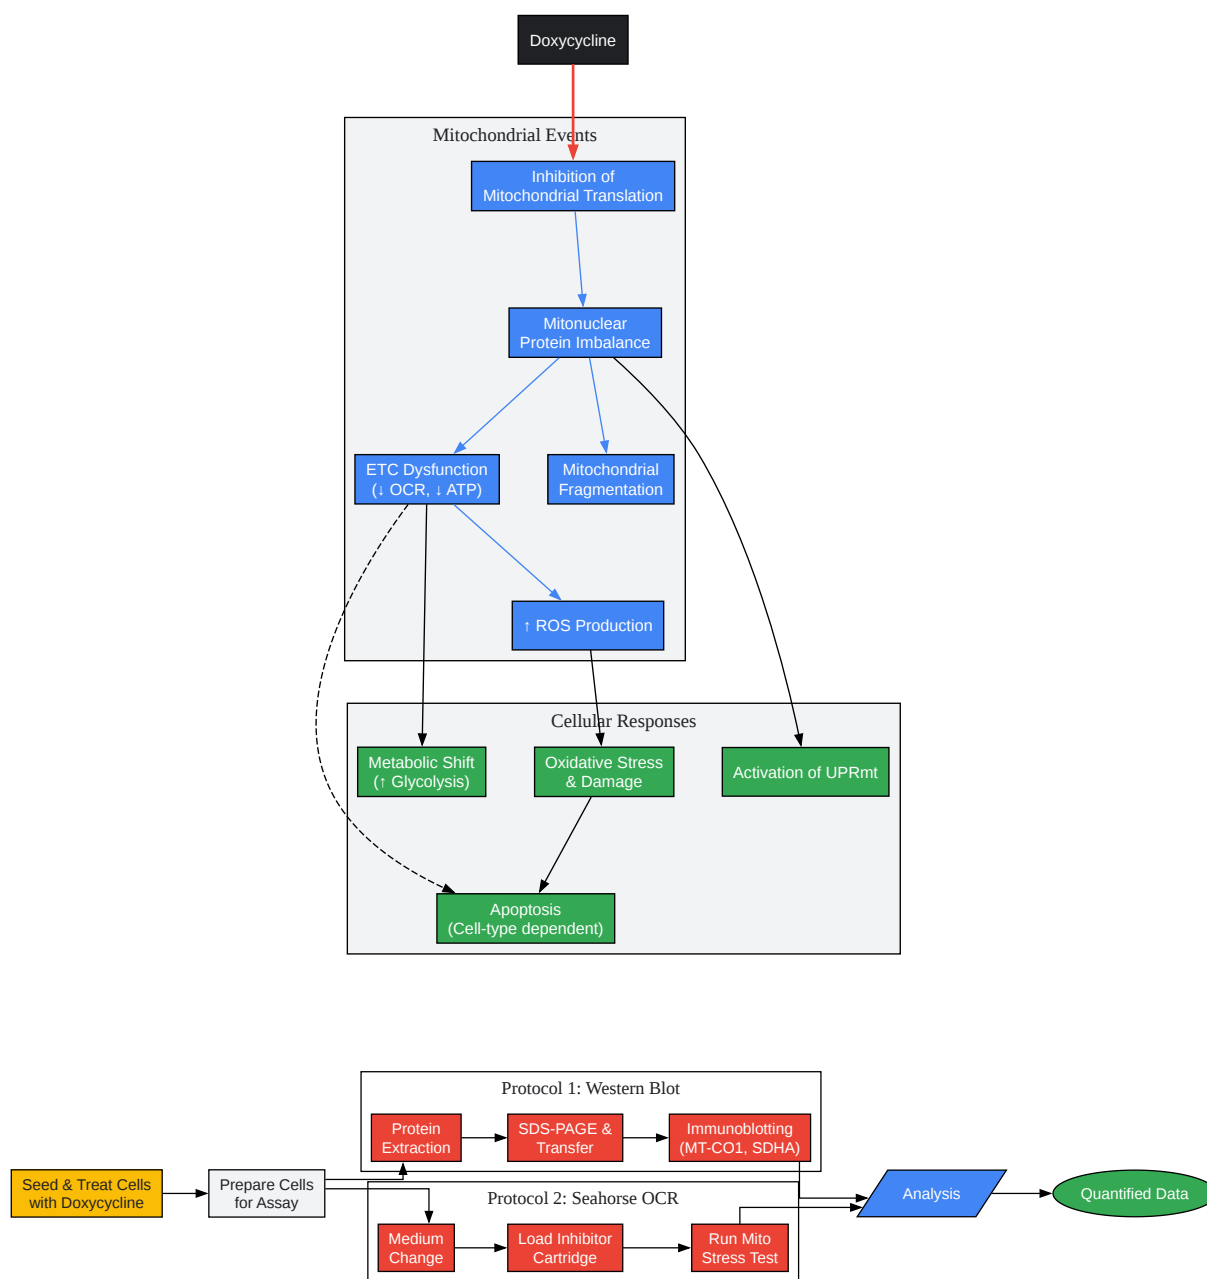 Doxycycline
Mitochondrial Events
Inhibition of
Mitochondrial Translation
Mitonuclear
Protein Imbalance
ETC Dysfunction
(↓ OCR, ↓ ATP)
Mitochondrial
Fragmentation
↑ ROS Production
Cellular Responses
Metabolic Shift
(↑ Glycolysis)
Oxidative Stress
& Damage
Activation of UPRmt
Apoptosis
(Cell-type dependent)
Protocol 1: Western Blot
Protein
Extraction
SDS-PAGE &
Transfer
Immunoblotting
(MT-CO1, SDHA)
Seed & Treat Cells
with Doxycycline
Prepare Cells
for Assay
Protocol 2: Seahorse OCR
Medium
Change
Load Inhibitor
Cartridge
Run Mito
Stress Test
Analysis
Quantified Data